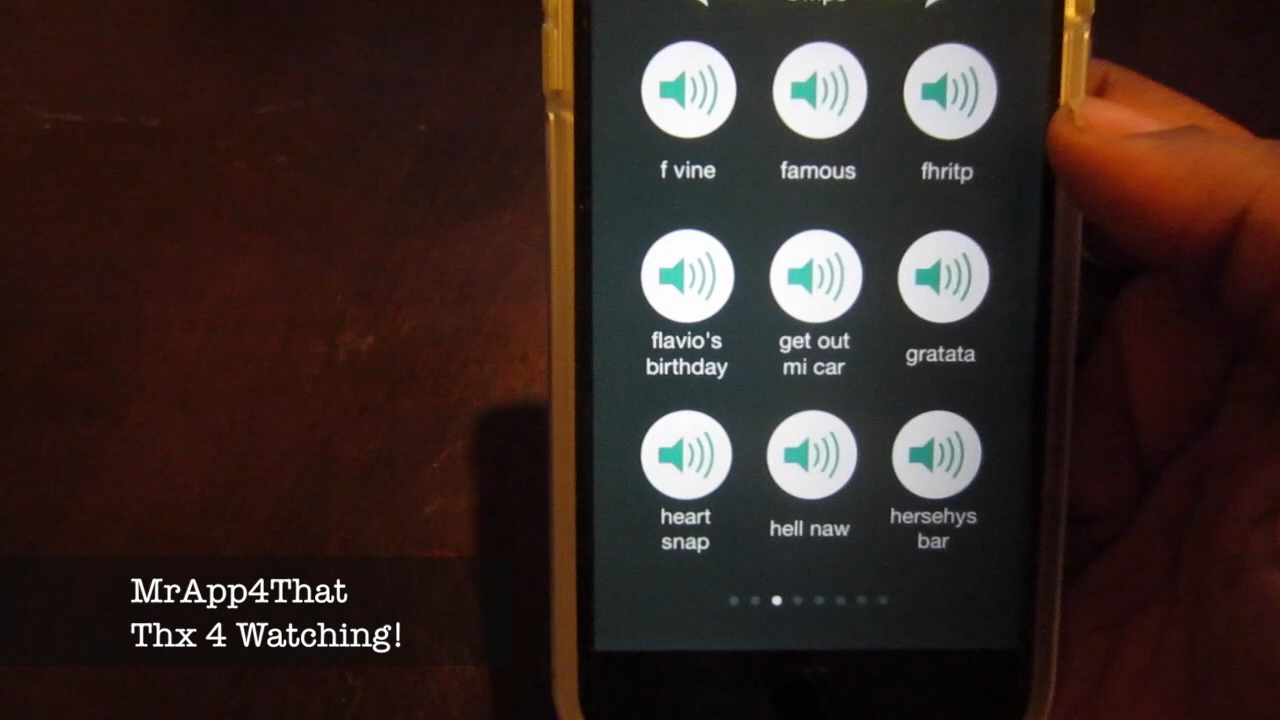 f vine famous fhritp
flavio's get out gratata
birthday mi car
heart hell naw hersehys
snap bar
MrApp4That
Thx 4 Watching!